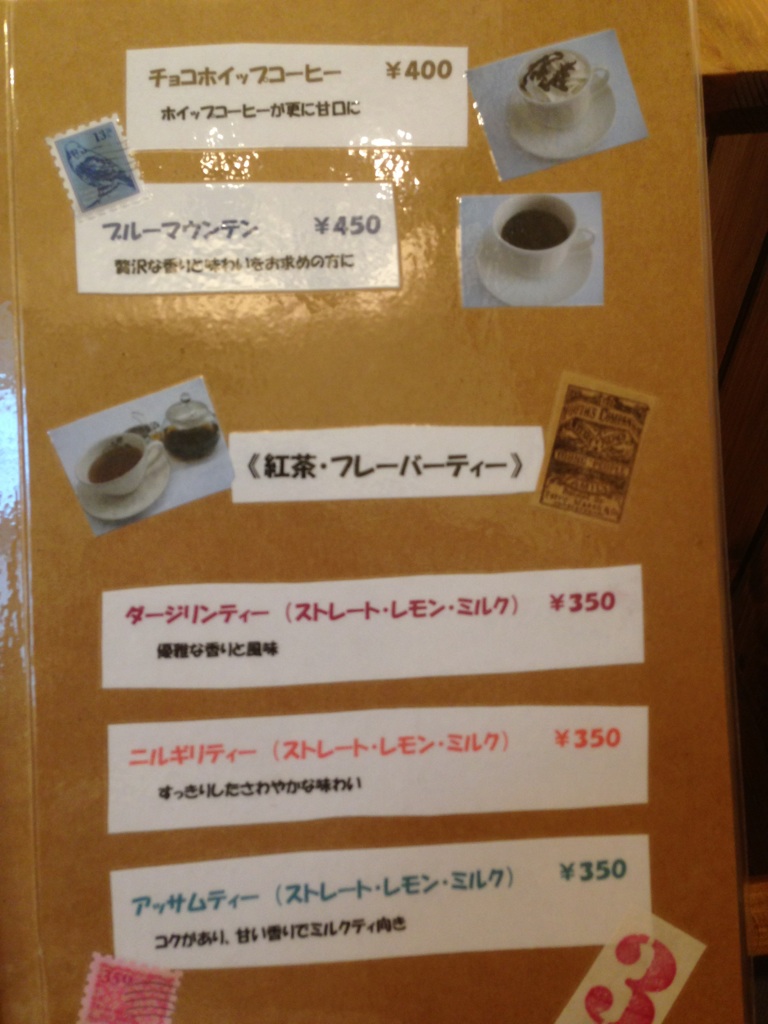 チョコホイップコーヒー ¥400
ホイップコーヒーが更に甘口に
ブルーマウンテン ¥450
贅沢な香りと味わいをお求めの方に
《紅茶・フレーバーティー》
ダージリンティー（ストレート・レモン・ミルク） ¥350
優雅な香りと風味
ニルギリティー（ストレート・レモン・ミルク） ¥350
すっきりしたさわやかな味わい
アッサムティー（ストレート・レモン・ミルク） ¥350
コクがあり、甘い香りでミルクティ向き
350
3